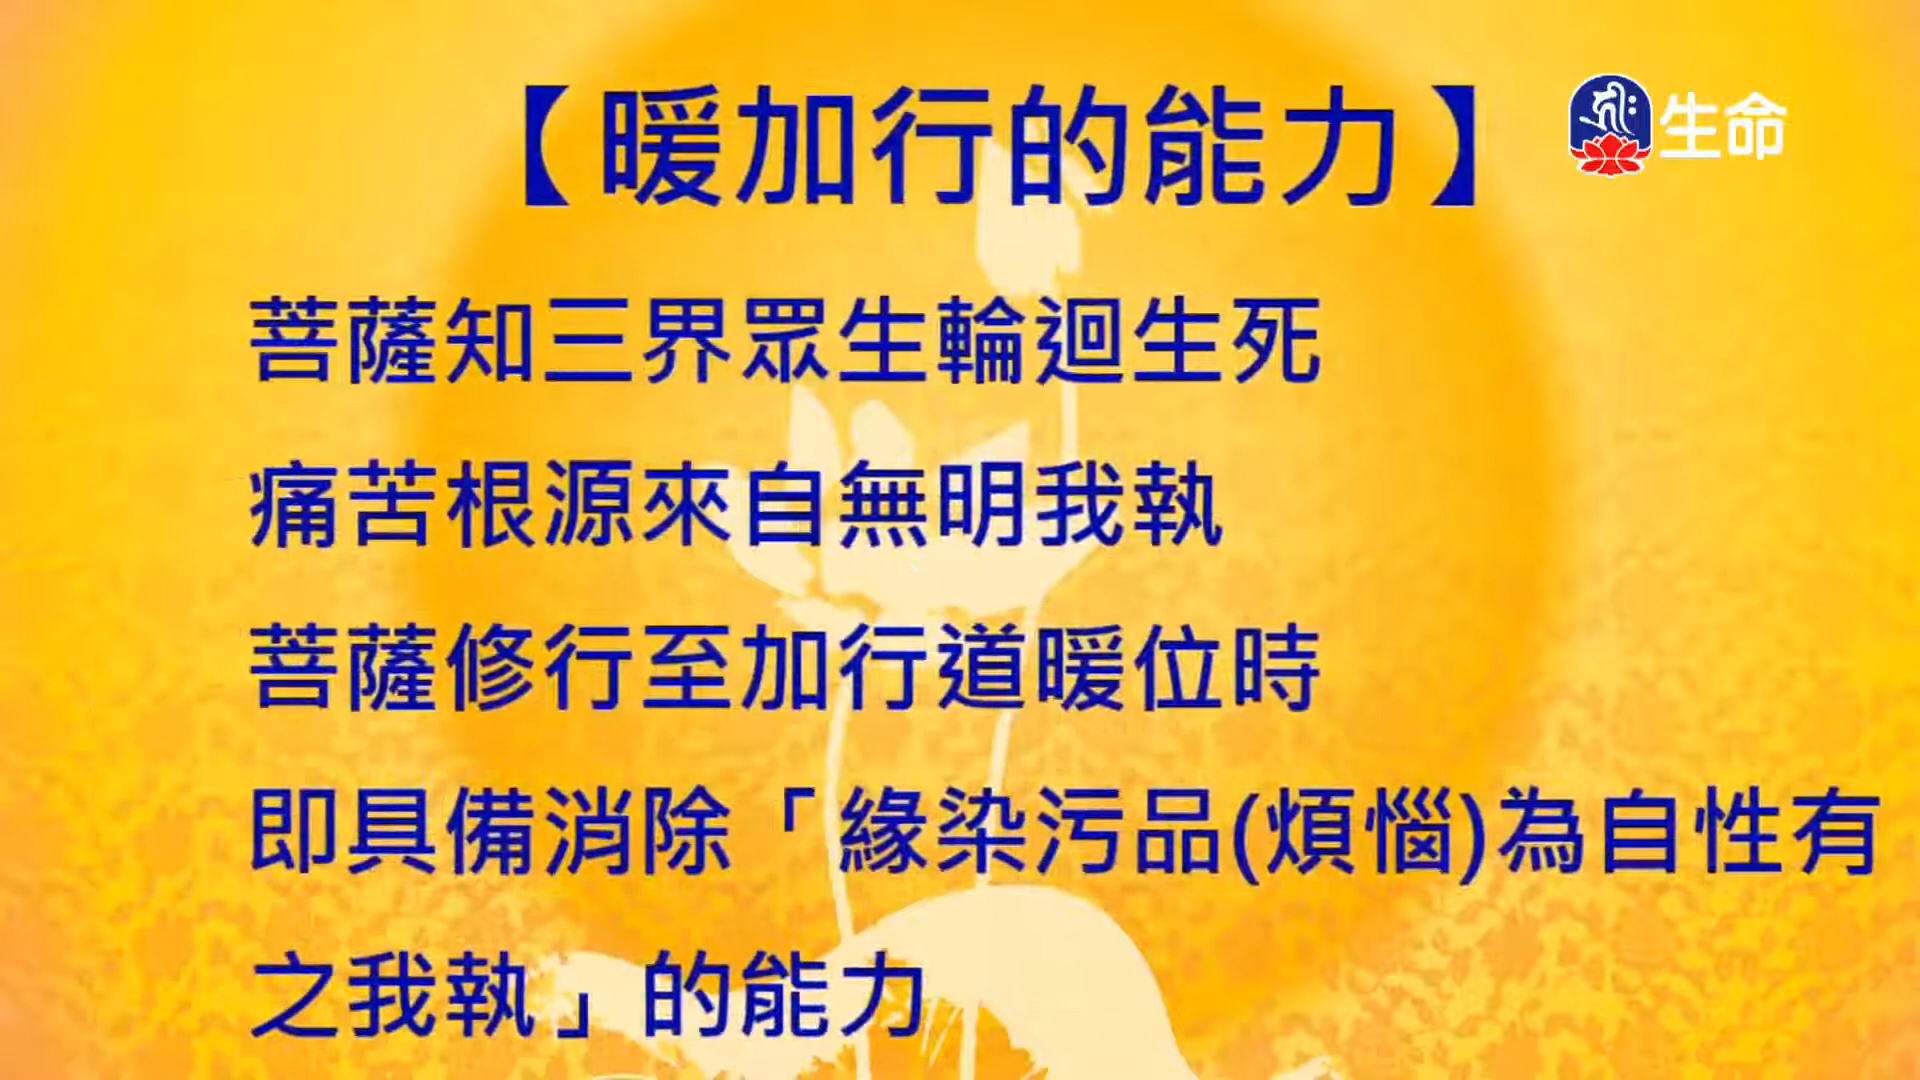 【暖加行的能力】
生命
菩薩知三界眾生輪迴生死
痛苦根源來自無明我執
菩薩修行至加行道暖位時
即具備消除「緣染污品(煩惱)為自性有
之我執」的能力